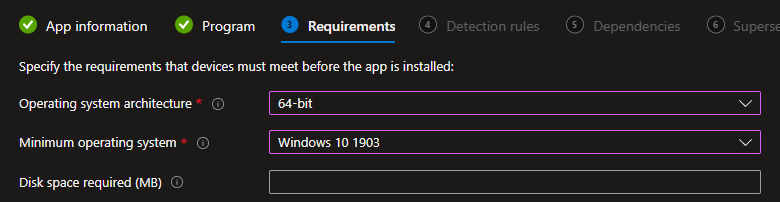 App information Program 3 Requirements 4 Detection rules 5 Dependencies 6 Superse
Specify the requirements that devices must meet before the app is installed:
Operating system architecture * 64-bit
Minimum operating system * Windows 10 1903
Disk space required (MB)